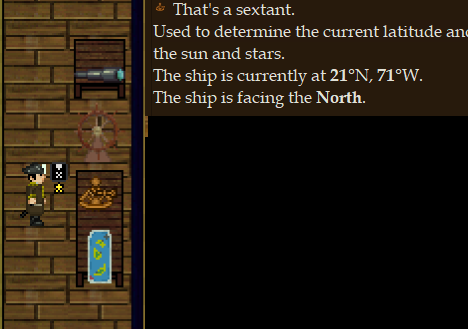 That's a sextant.
Used to determine the current latitude and
the sun and stars.
The ship is currently at 21°N, 71°W.
The ship is facing the North.